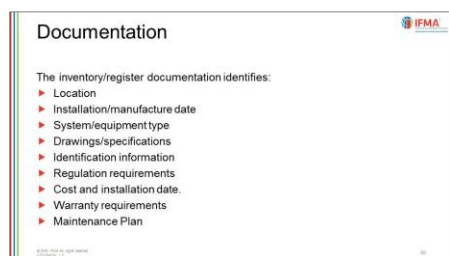 Documentation
IFMA
The inventory/register documentation identifies:
Location
Installation/manufacture date
System/equipment type
Drawings/specifications
Identification information
Regulation requirements
Cost and installation date.
Warranty requirements
Maintenance Plan